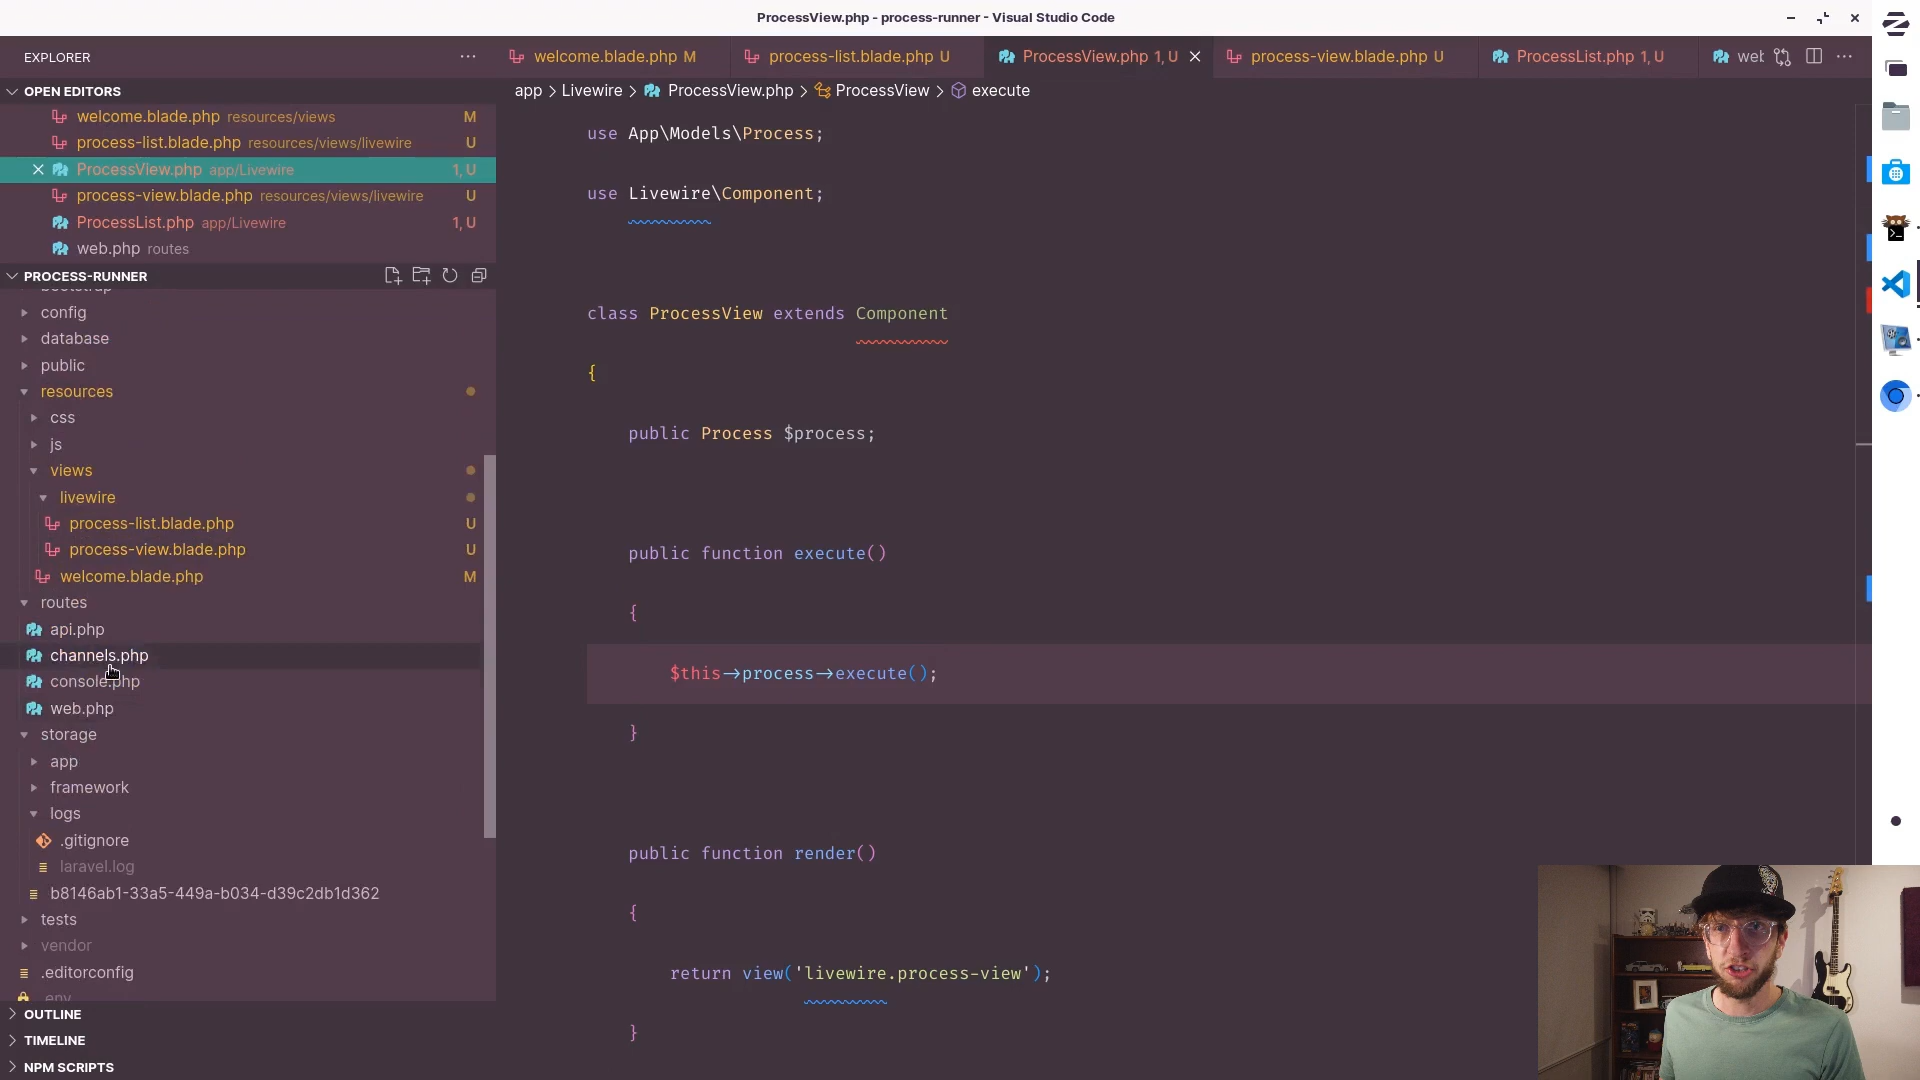 ProcessView.php - process-runner - Visual Studio Code
EXPLORER
welcome.blade.php M
process-list.blade.php U
ProcessView.php 1, U
process-view.blade.php U
ProcessList.php 1, U
web
OPEN EDITORS
app > Livewire > ProcessView.php > ProcessView > execute
welcome.blade.php resources/views M
process-list.blade.php resources/views/livewire U
ProcessView.php app/Livewire 1, U
process-view.blade.php resources/views/livewire U
ProcessList.php app/Livewire 1, U
web.php routes
PROCESS-RUNNER
bootstrap
config
database
public
resources
css
js
views
livewire
process-list.blade.php U
process-view.blade.php U
welcome.blade.php M
routes
api.php
channels.php
console.php
web.php
storage
app
framework
logs
.gitignore
laravel.log
b8146ab1-33a5-449a-b034-d39c2db1d362
tests
vendor
.editorconfig
.env
OUTLINE
TIMELINE
NPM SCRIPTS
use App\Models\Process;
use Livewire\Component;
class ProcessView extends Component
{
public Process $process;
public function execute()
{
$this->process->execute();
}
public function render()
{
return view('livewire.process-view');
}